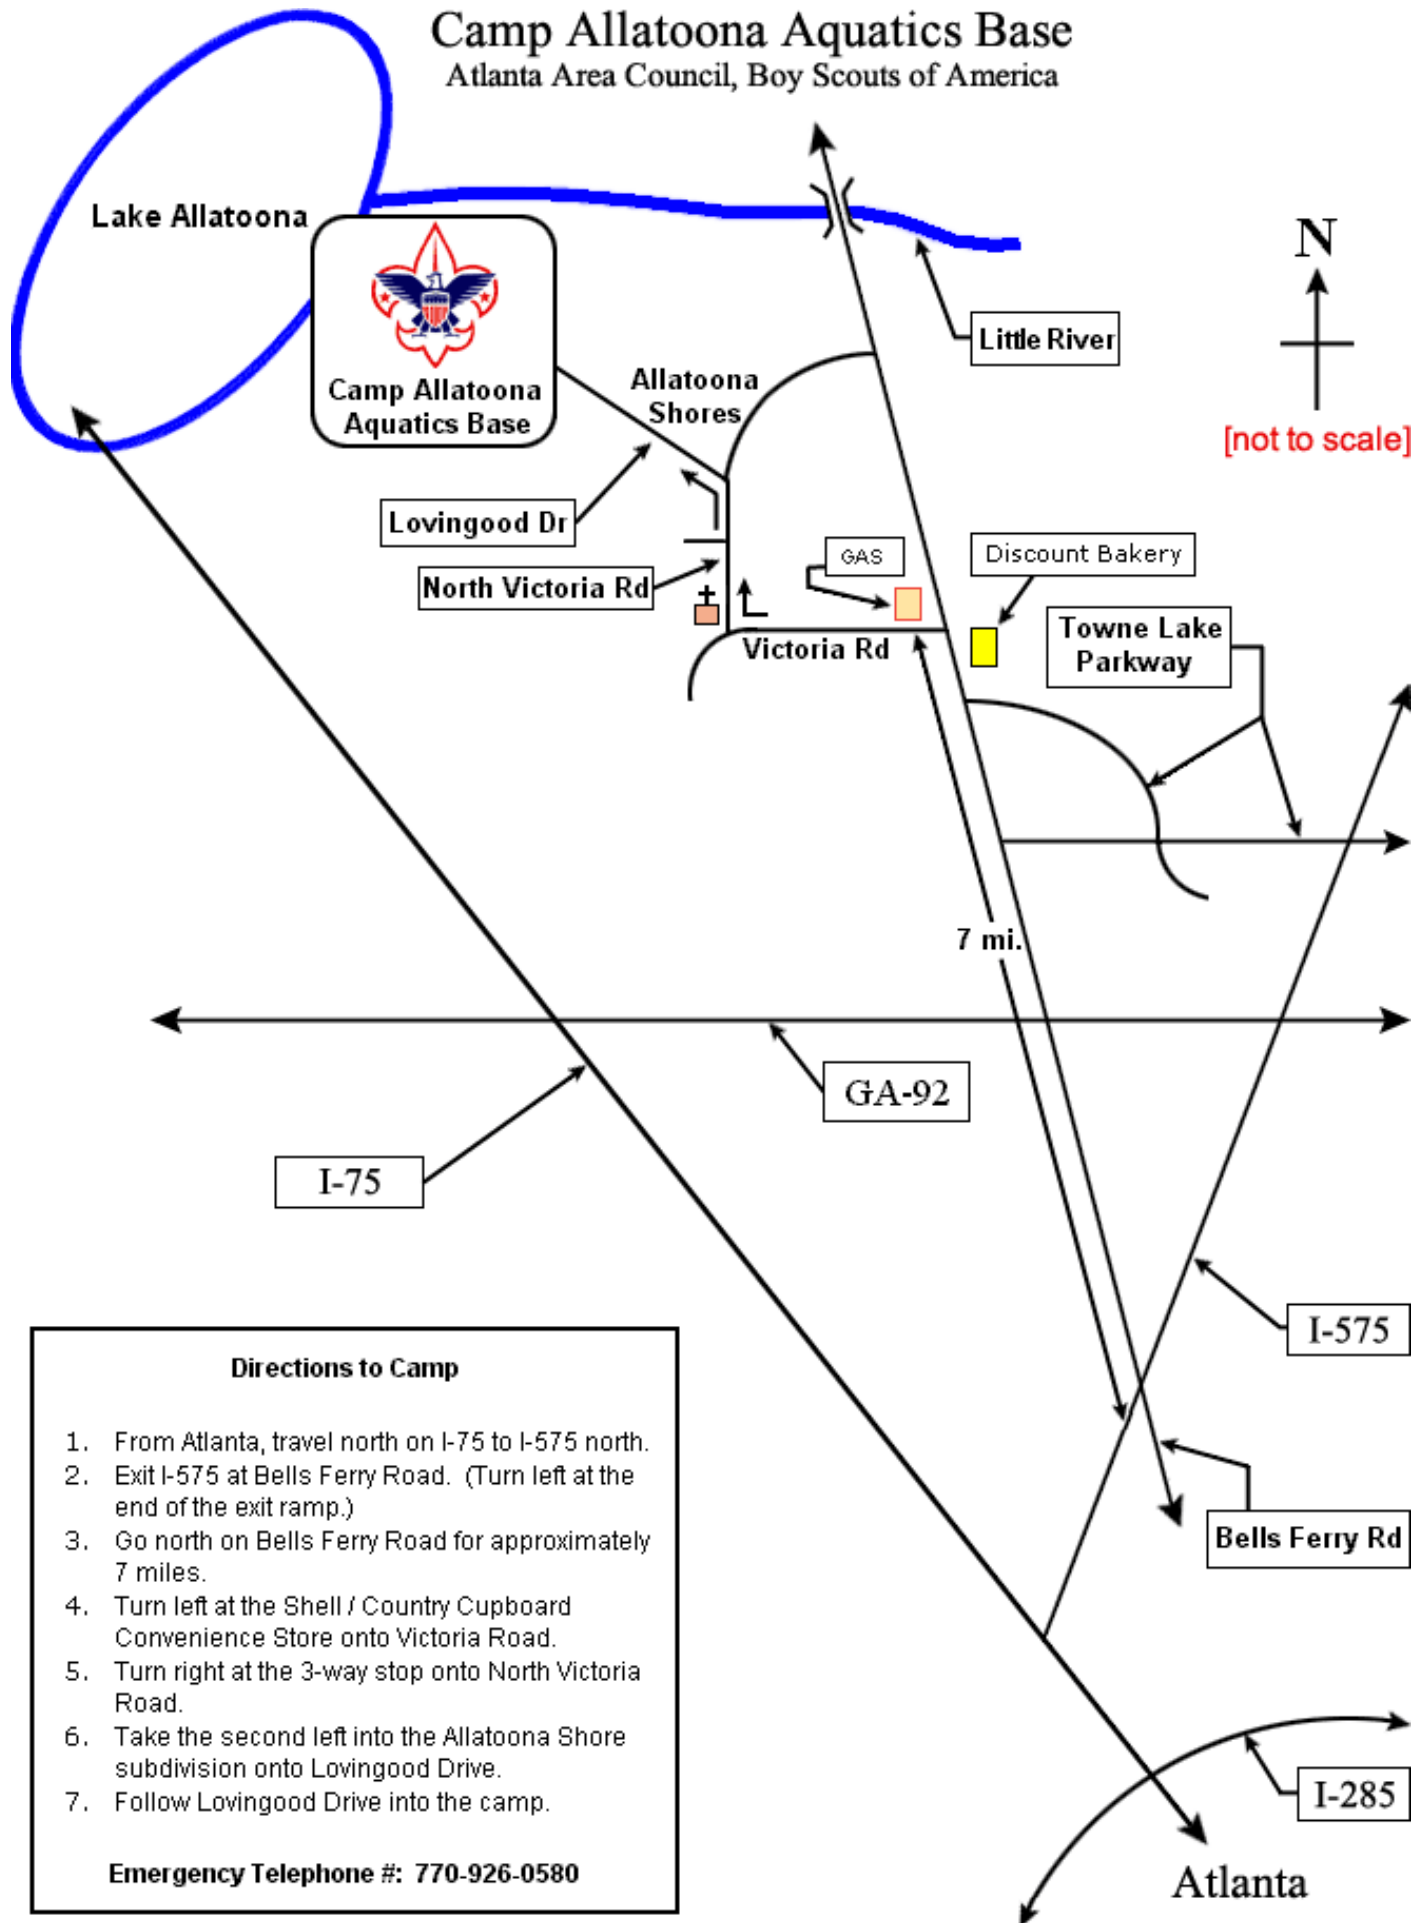 Camp Allatoona Aquatics Base
Atlanta Area Council, Boy Scouts of America
Lake Allatoona
N
[not to scale]
Little River
Camp Allatoona
Aquatics Base
Allatoona
Shores
Lovingood Dr
North Victoria Rd
GAS
Discount Bakery
Towne Lake
Parkway
Victoria Rd
7 mi.
GA-92
I-75
I-575
Bells Ferry Rd
I-285
Atlanta
Directions to Camp
1. From Atlanta, travel north on I-75 to I-575 north.
2. Exit I-575 at Bells Ferry Road. (Turn left at the
end of the exit ramp.)
3. Go north on Bells Ferry Road for approximately
7 miles.
4. Turn left at the Shell / Country Cupboard
Convenience Store onto Victoria Road.
5. Turn right at the 3-way stop onto North Victoria
Road.
6. Take the second left into the Allatoona Shore
subdivision onto Lovingood Drive.
7. Follow Lovingood Drive into the camp.
Emergency Telephone #: 770-926-0580